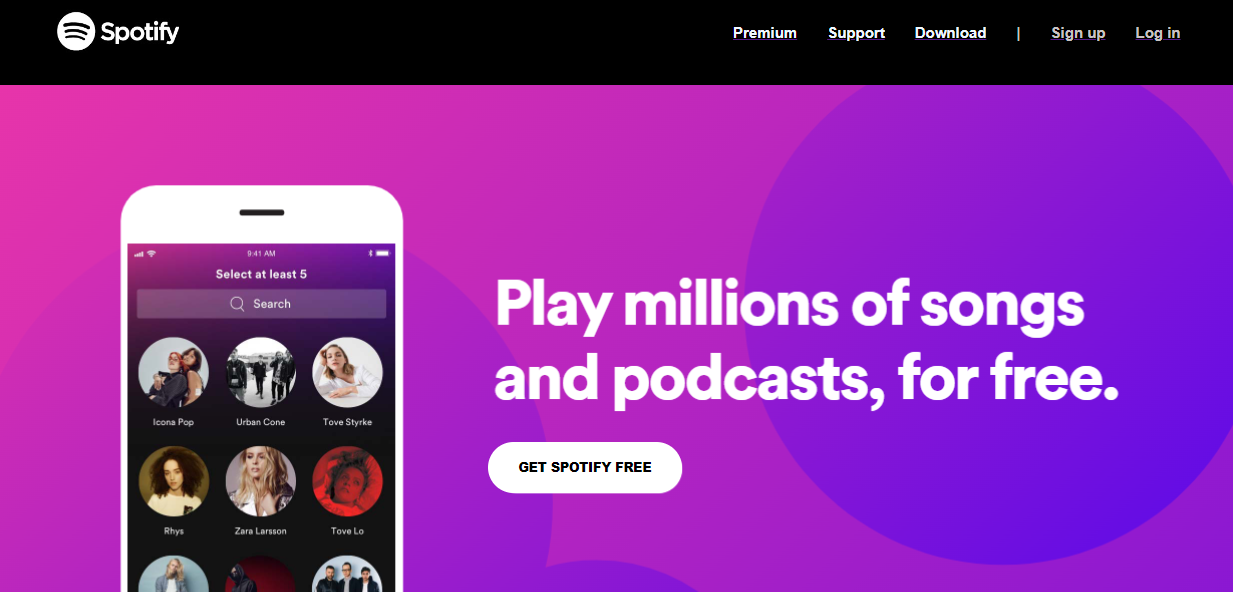 Spotify
Premium Support Download | Sign up Log in
9:41 AM
Select at least 5
Search
Icona Pop Urban Cone Tove Styrke
Rhys Zara Larsson Tove Lo
Play millions of songs
and podcasts, for free.
GET SPOTIFY FREE